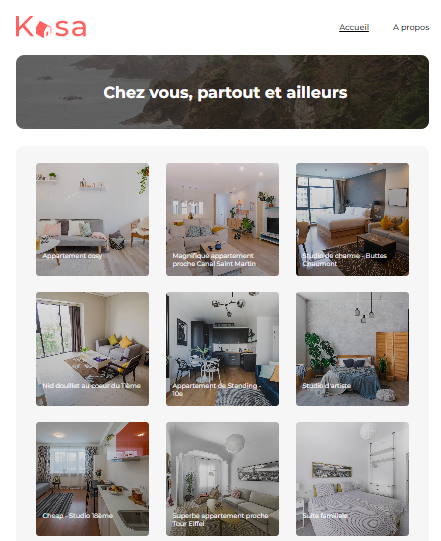 Kasa
Accueil
A propos
Chez vous, partout et ailleurs
Appartement cosy
Magnifique appartement
proche Canal Saint Martin
Studio de charme - Buttes
Chaumont
Nid douillet au coeur du 11ème
Appartement de Standing -
10e
Studio d'artiste
Cheap - Studio 18ème
Superbe appartement proche
Tour Eiffel
Suite familiale